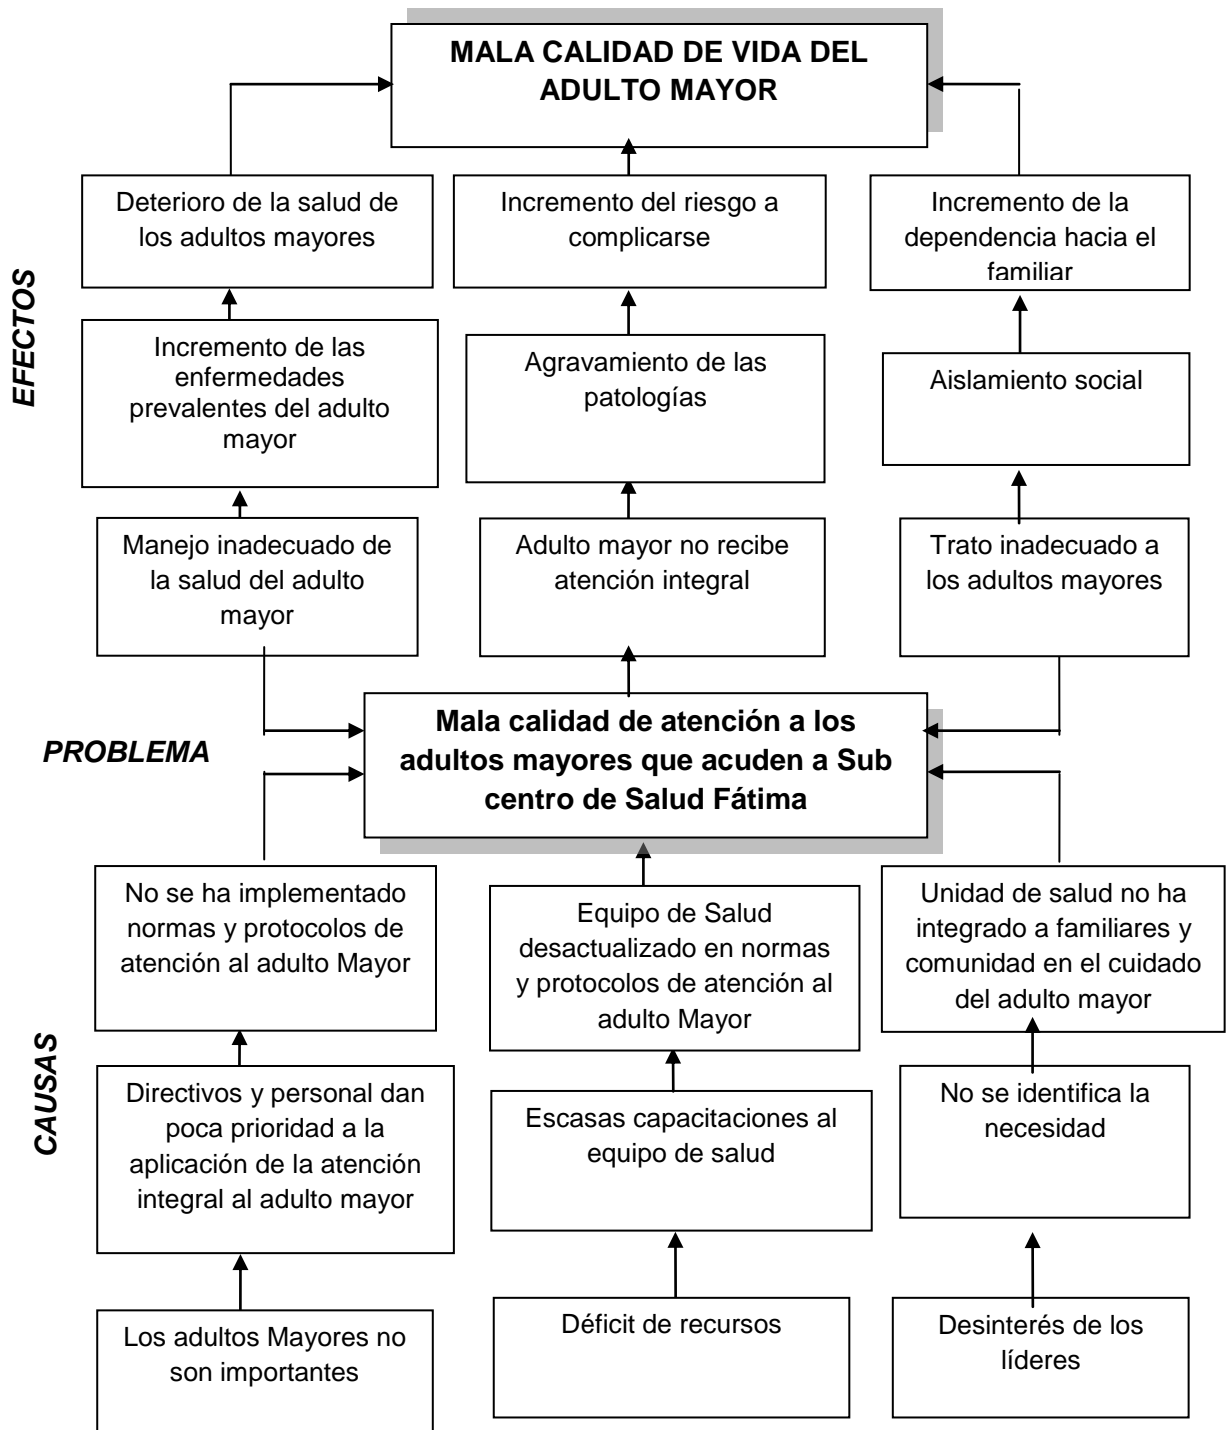 MALA CALIDAD DE VIDA DEL
ADULTO MAYOR
Deterioro de la salud de
los adultos mayores
Incremento del riesgo a
complicarse
Incremento de la
dependencia hacia el
familiar
EFECTOS
Incremento de las
enfermedades
prevalentes del adulto
mayor
Agravamiento de las
patologías
Aislamiento social
Manejo inadecuado de
la salud del adulto
mayor
Adulto mayor no recibe
atención integral
Trato inadecuado a
los adultos mayores
PROBLEMA
Mala calidad de atención a los
adultos mayores que acuden a Sub
centro de Salud Fátima
No se ha implementado
normas y protocolos de
atención al adulto Mayor
Equipo de Salud
desactualizado en normas
y protocolos de atención al
adulto Mayor
Unidad de salud no ha
integrado a familiares y
comunidad en el cuidado
del adulto mayor
CAUSAS
Directivos y personal dan
poca prioridad a la
aplicación de la atención
integral al adulto mayor
Escasas capacitaciones al
equipo de salud
No se identifica la
necesidad
Los adultos Mayores no
son importantes
Déficit de recursos
Desinterés de los
líderes